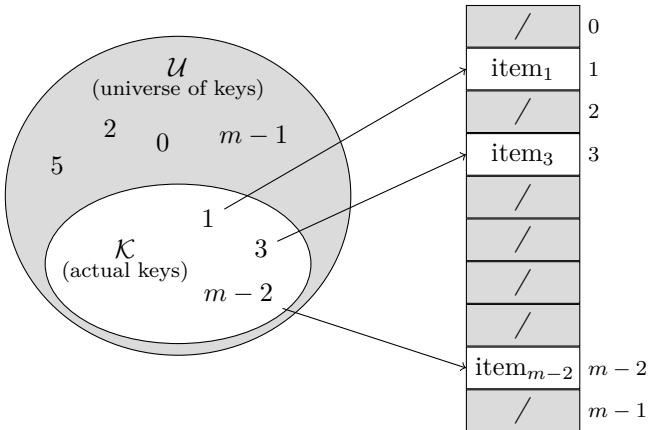 𝒰
(universe of keys)
2
0
m − 1
5
1
3
𝒦
(actual keys)
m − 2
/ 0
item₁ 1
/ 2
item₃ 3
/
/
/
/
itemₘ₋₂ m − 2
/ m − 1